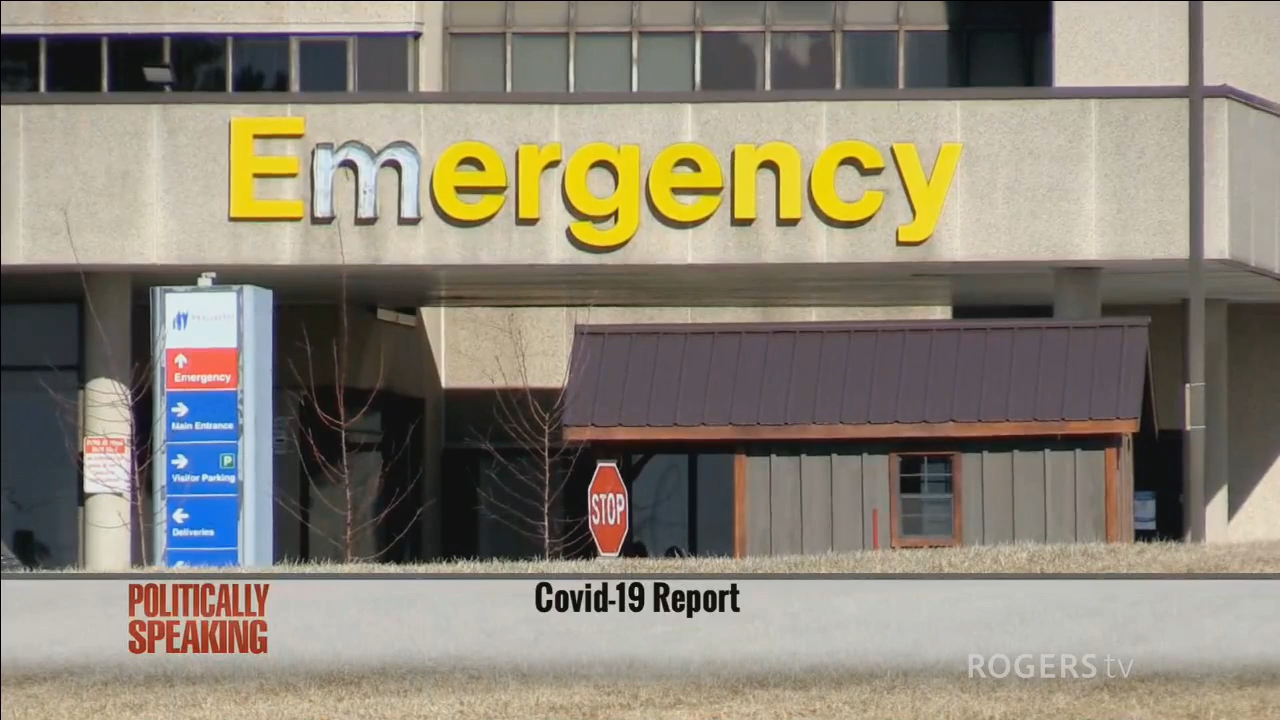 Emergency
Emergency
Main Entrance
P
Visitor Parking
Deliveries
STOP
POLITICALLY
SPEAKING
Covid-19 Report
ROGERS tv